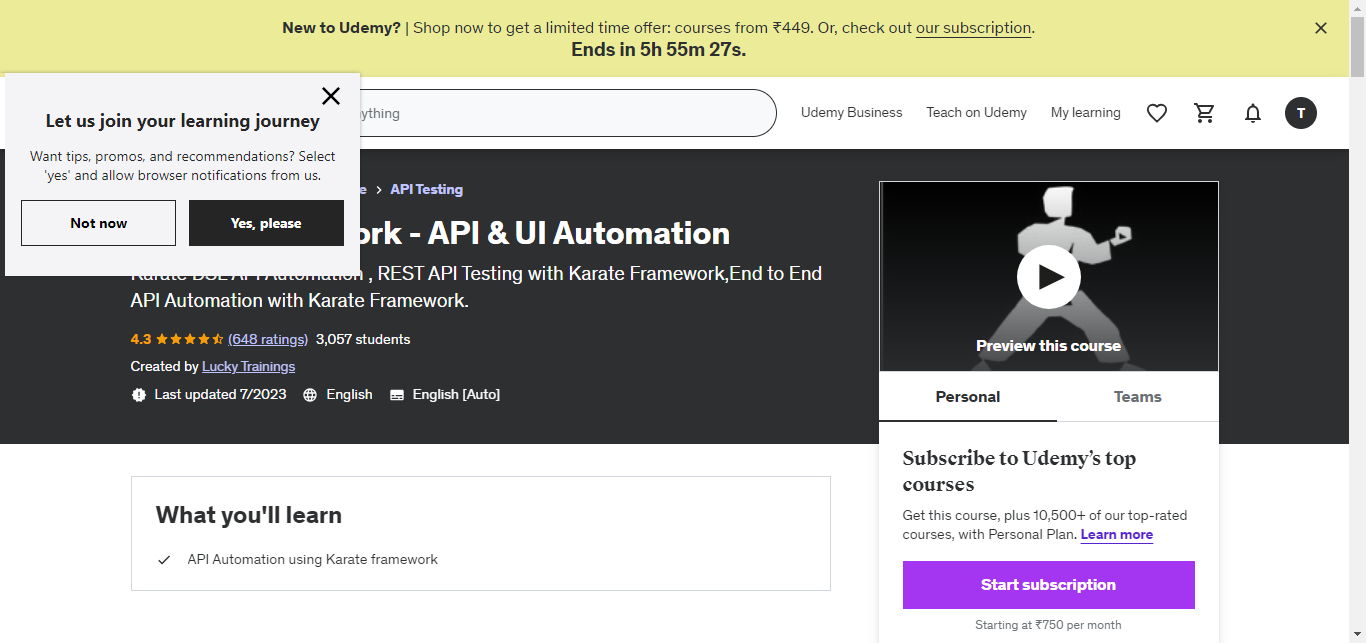 New to Udemy? | Shop now to get a limited time offer: courses from ₹449. Or, check out our subscription.
Ends in 5h 55m 27s.
Let us join your learning journey
Want tips, promos, and recommendations? Select
'yes' and allow browser notifications from us.
Not now
Yes, please
Udemy Business
Teach on Udemy
My learning
T
API Testing
- API & UI Automation
Karate DSL API Automation , REST API Testing with Karate Framework,End to End
API Automation with Karate Framework.
4.3 (648 ratings) 3,057 students
Created by Lucky Trainings
Last updated 7/2023 English English [Auto]
Preview this course
Personal
Teams
Subscribe to Udemy’s top
courses
Get this course, plus 10,500+ of our top-rated
courses, with Personal Plan. Learn more
Start subscription
Starting at ₹750 per month
What you'll learn
API Automation using Karate framework